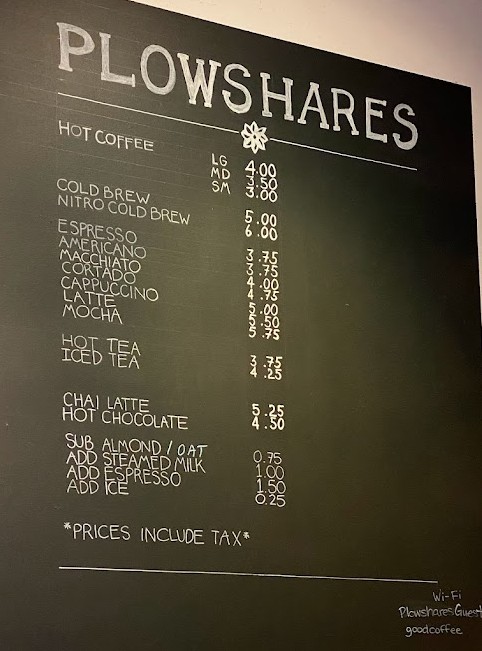 PLOWSHARES
HOT COFFEE
LG 4.00
MD 3.50
SM 3.00
COLD BREW 5.00
NITRO COLD BREW 6.00
ESPRESSO 3.75
AMERICANO 3.75
MACCHIATO 4.00
CORTADO 4.75
CAPPUCCINO 5.00
LATTE 5.50
MOCHA 5.75
HOT TEA 3.75
ICED TEA 4.25
CHAI LATTE 5.25
HOT CHOCOLATE 4.50
SUB ALMOND / OAT 0.75
ADD STEAMED MILK 1.00
ADD ESPRESSO 1.50
ADD ICE 0.25
*PRICES INCLUDE TAX*
Wi-Fi
PlowsharesGuest
goodcoffee